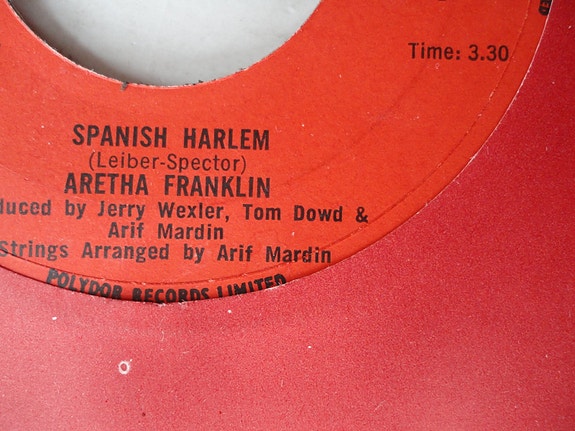 Time: 3.30
SPANISH HARLEM
(Leiber-Spector)
ARETHA FRANKLIN
duced by Jerry Wexler, Tom Dowd &
Arif Mardin
Strings Arranged by Arif Mardin
POLYDOR RECORDS LIMITED